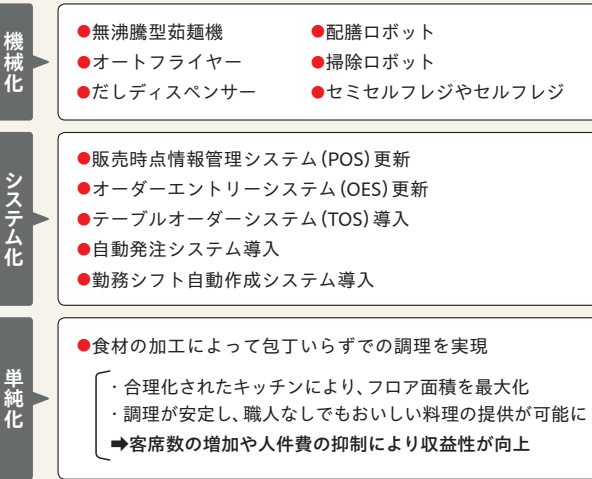 機械化
●無沸騰型茹麺機
●オートフライヤー
●だしディスペンサー
●配膳ロボット
●掃除ロボット
●セミセルフレジやセルフレジ
システム化
●販売時点情報管理システム(POS)更新
●オーダーエントリーシステム(OES)更新
●テーブルオーダーシステム(TOS)導入
●自動発注システム導入
●勤務シフト自動作成システム導入
単純化
●食材の加工によって包丁いらずでの調理を実現
・合理化されたキッチンにより、フロア面積を最大化
・調理が安定し、職人なしでもおいしい料理の提供が可能に
➡客席数の増加や人件費の抑制により収益性が向上